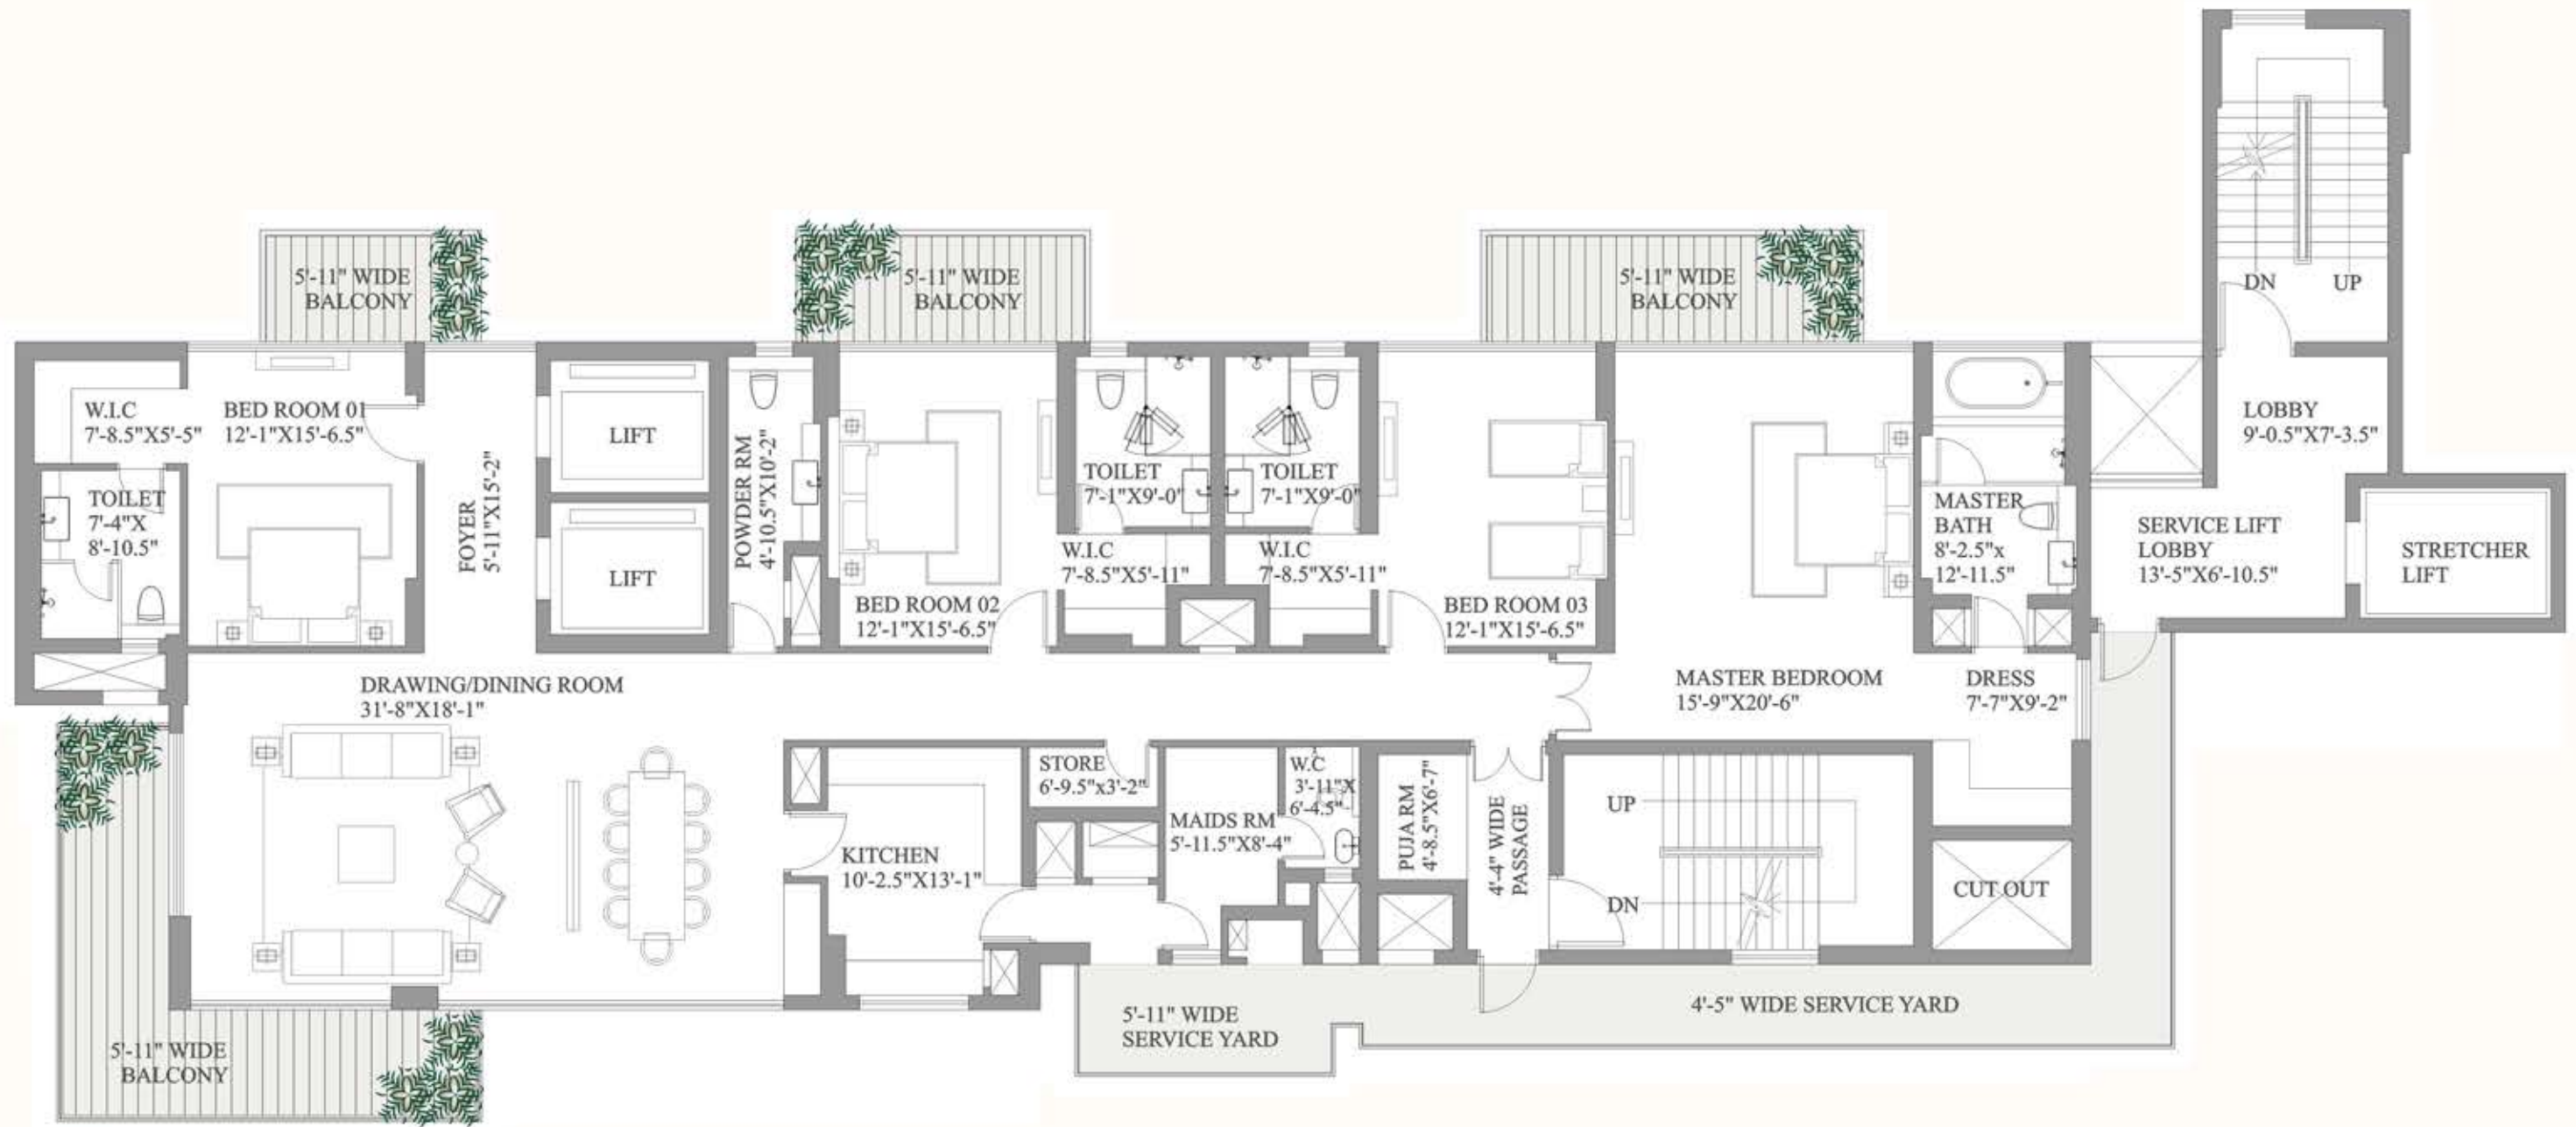 5'-11" WIDE
BALCONY
5'-11" WIDE
BALCONY
5'-11" WIDE
BALCONY
DN
UP
W.I.C
7'-8.5"X5'-5"
BED ROOM 01
12'-1"X15'-6.5"
TOILET
7'-4"X
8'-10.5"
FOYER
5'-11"X15'-2"
LIFT
LIFT
POWDER RM
4'-10.5"X10'-2"
BED ROOM 02
12'-1"X15'-6.5"
TOILET
7'-1"X9'-0"
W.I.C
7'-8.5"X5'-11"
TOILET
7'-1"X9'-0"
W.I.C
7'-8.5"X5'-11"
BED ROOM 03
12'-1"X15'-6.5"
MASTER
BATH
8'-2.5"x
12'-11.5"
LOBBY
9'-0.5"X7'-3.5"
SERVICE LIFT
LOBBY
13'-5"X6'-10.5"
STRETCHER
LIFT
DRAWING/DINING ROOM
31'-8"X18'-1"
MASTER BEDROOM
15'-9"X20'-6"
DRESS
7'-7"X9'-2"
KITCHEN
10'-2.5"X13'-1"
STORE
6'-9.5"x3'-2"
MAIDS RM
5'-11.5"X8'-4"
W.C
3'-11"X
6'-4.5"
PUJA RM
4'-8.5"X6'-7"
4'-4" WIDE
PASSAGE
UP
DN
CUT OUT
5'-11" WIDE
BALCONY
5'-11" WIDE
SERVICE YARD
4'-5" WIDE SERVICE YARD